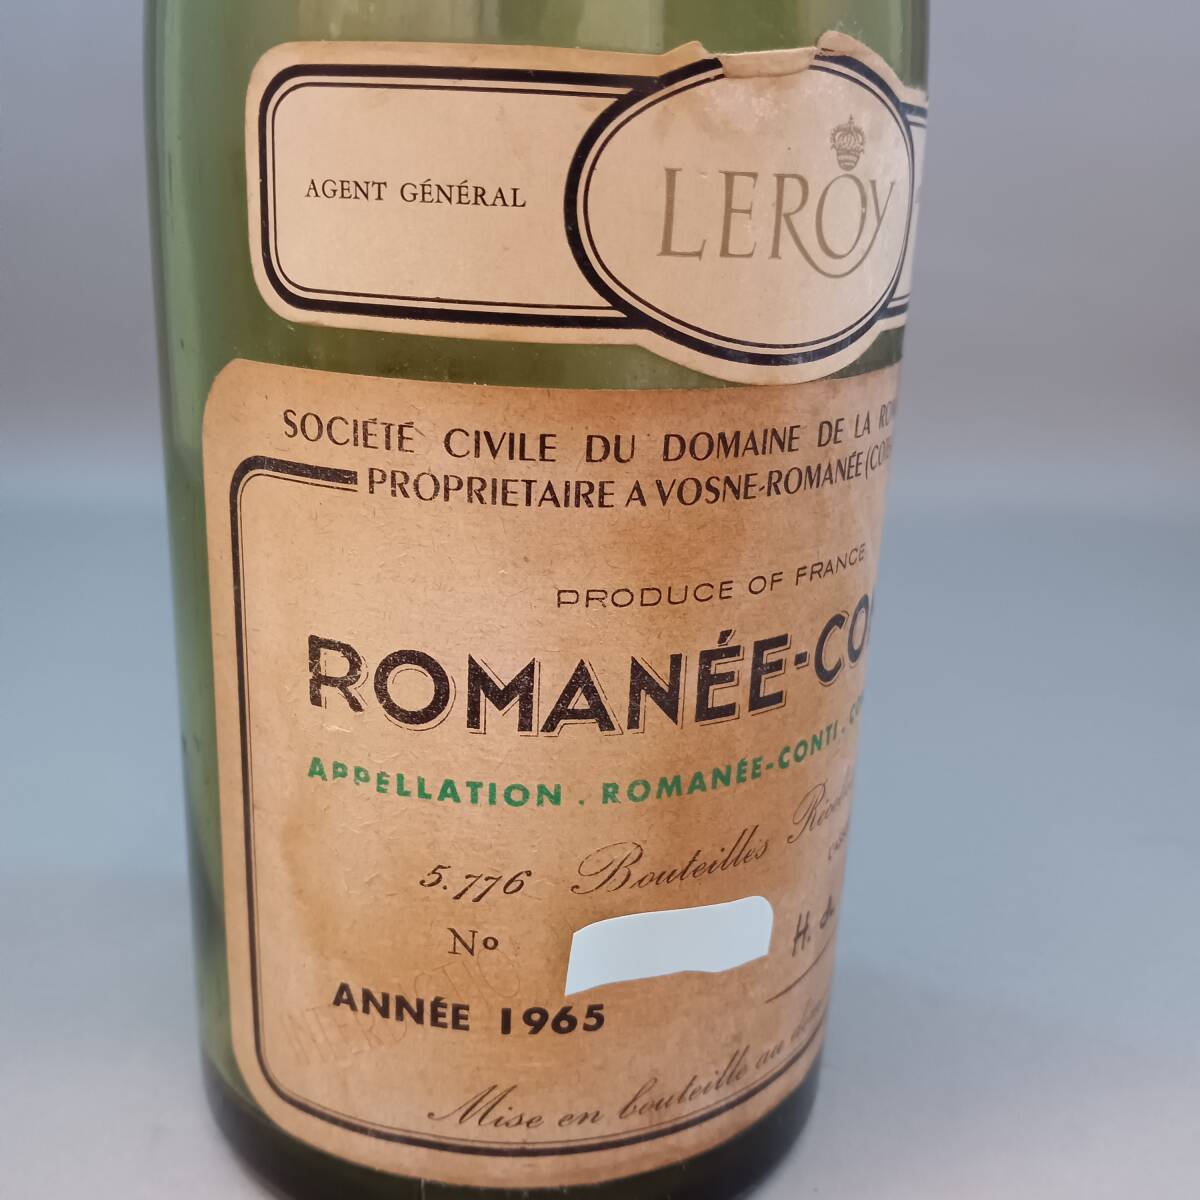 AGENT GÉNÉRAL
LEROY
SOCIÉTÉ CIVILE DU DOMAINE DE LA
PROPRIETAIRE A VOSNE-ROMANÉE
PRODUCE OF FRANCE
ROMANÉE-CO
APPELLATION . ROMANÉE-CONTI .
5.776 Bouteilles
No
H. de
ANNÉE 1965
Mise en bouteille au